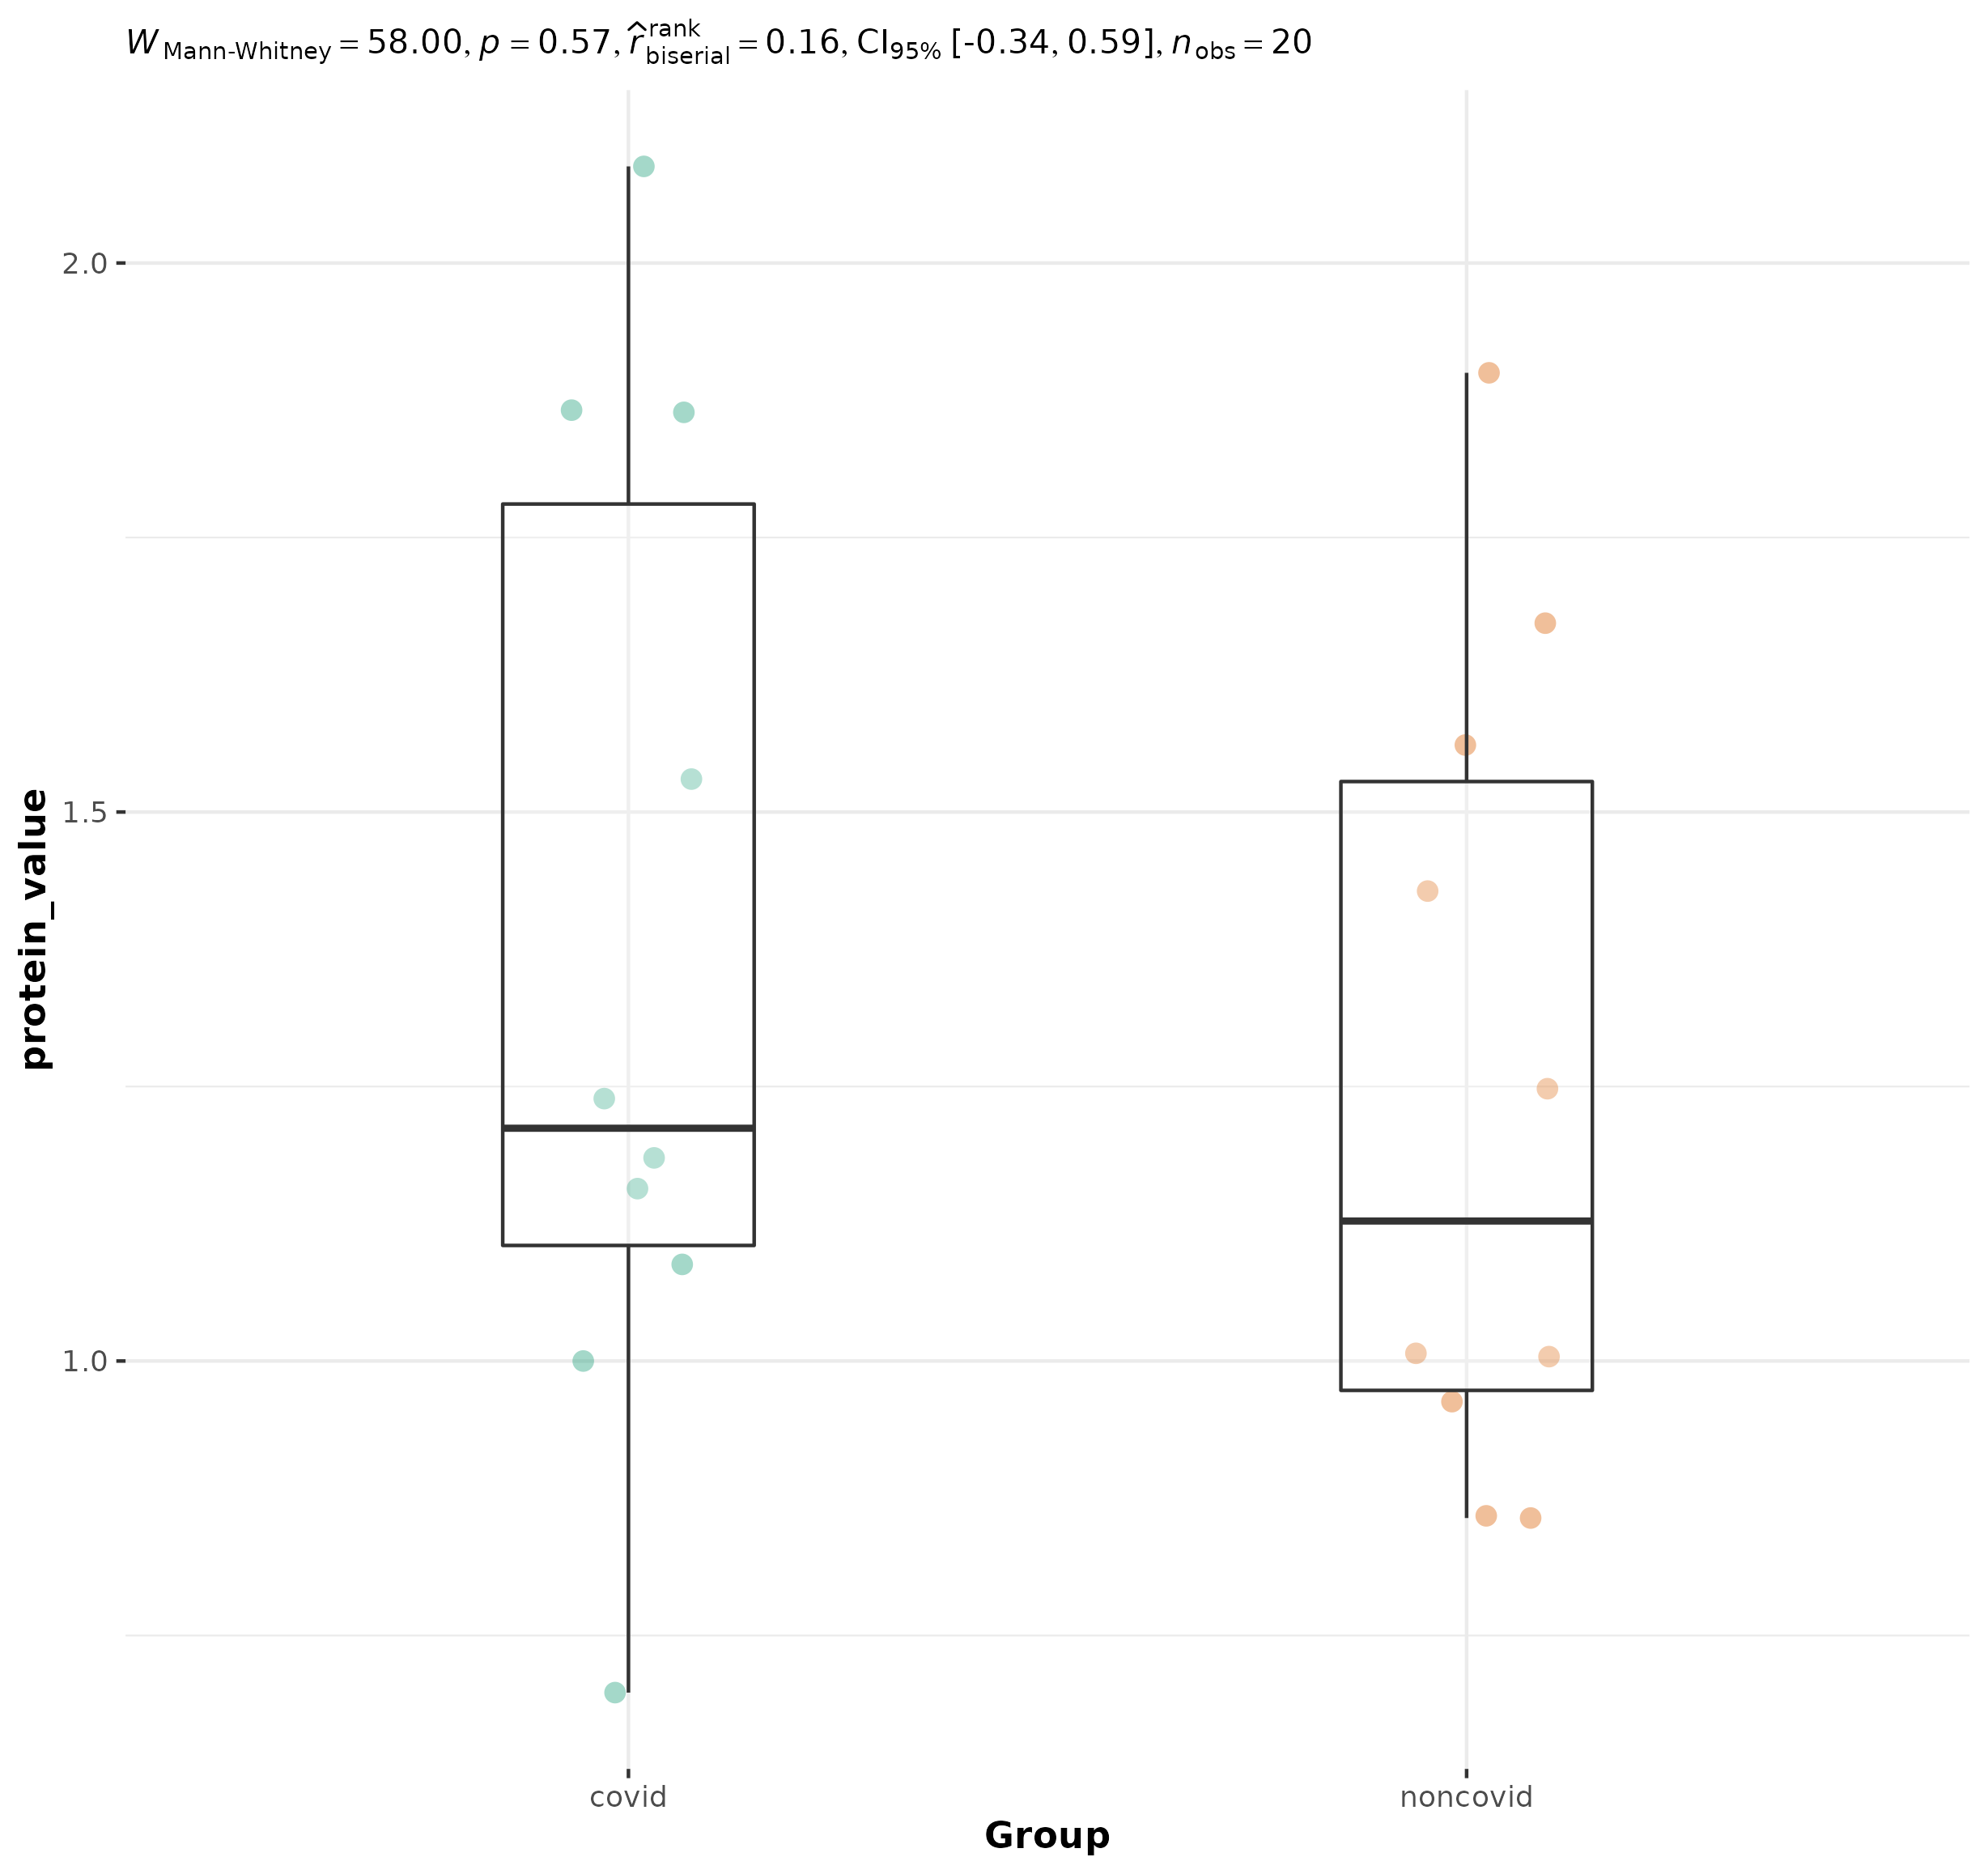 W Mann-Whitney = 58.00, p = 0.57, r̂ rank biserial = 0.16, CI95% [-0.34, 0.59], nobs = 20
protein_value
2.0
1.5
1.0
covid noncovid
Group